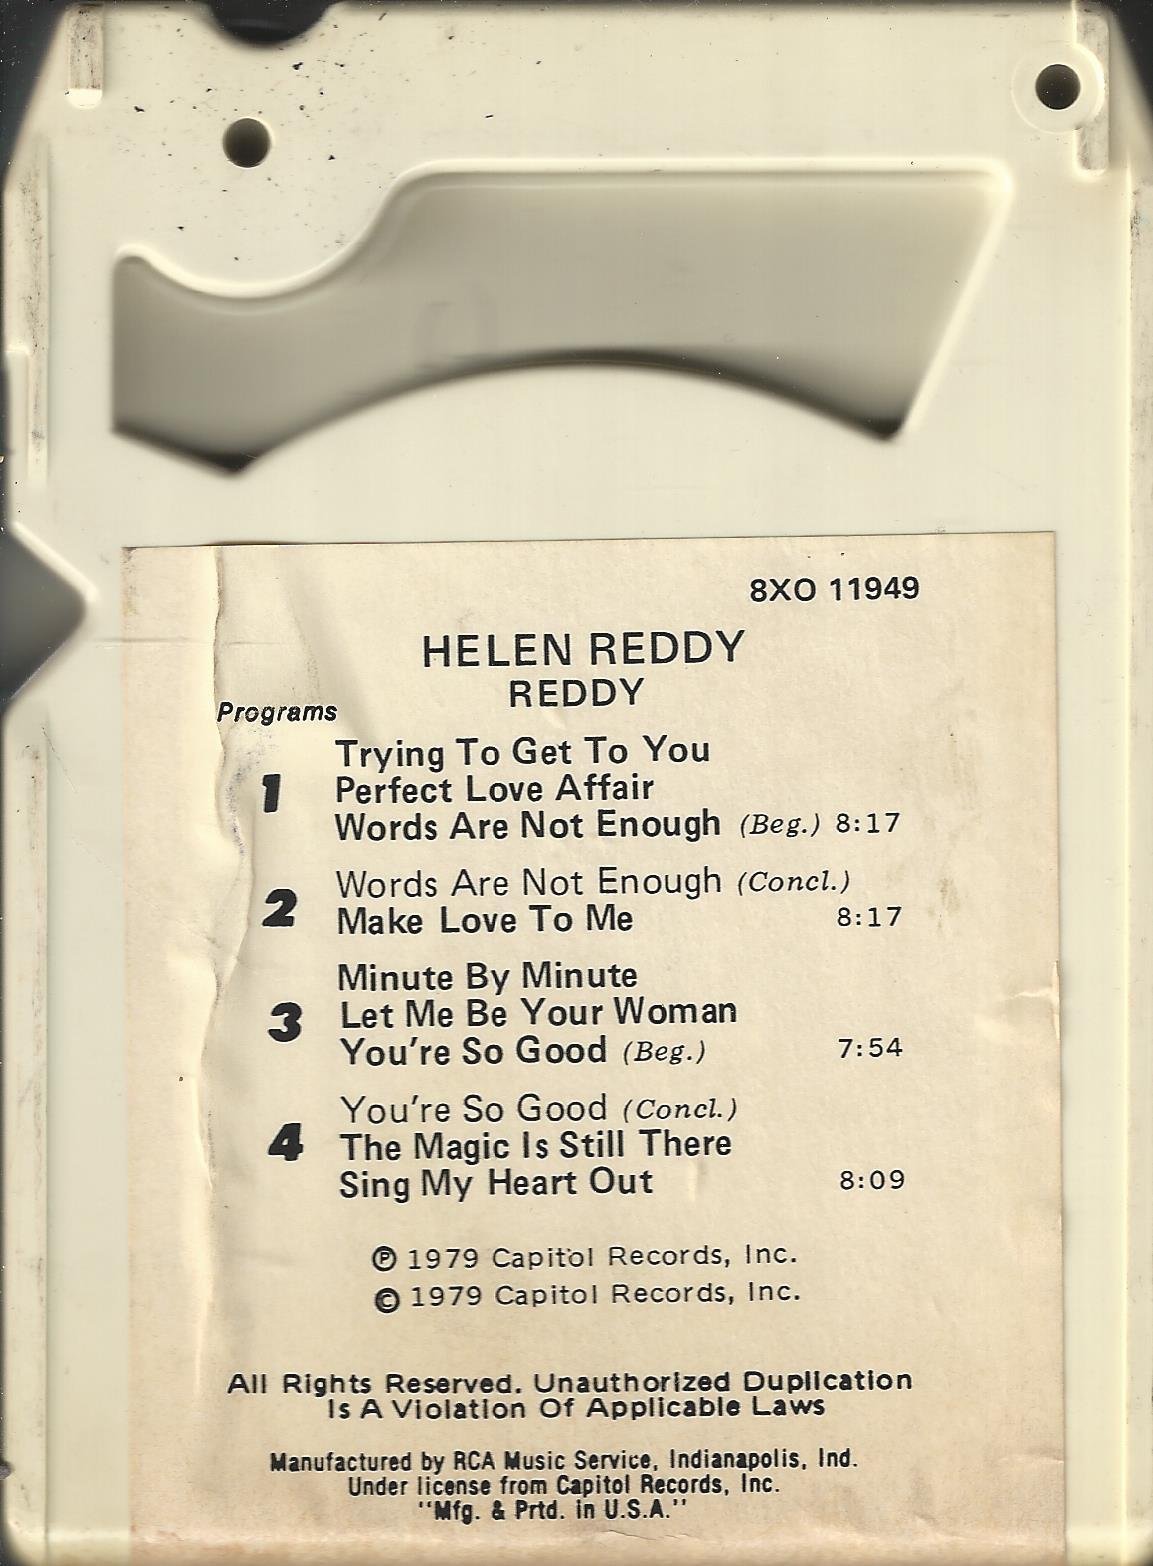 8XO 11949
HELEN REDDY
REDDY
Programs
1
Trying To Get To You
Perfect Love Affair
Words Are Not Enough (Beg.) 8:17
2
Words Are Not Enough (Concl.)
Make Love To Me 8:17
3
Minute By Minute
Let Me Be Your Woman
You're So Good (Beg.) 7:54
4
You're So Good (Concl.)
The Magic Is Still There
Sing My Heart Out 8:09
℗ 1979 Capitol Records, Inc.
© 1979 Capitol Records, Inc.
All Rights Reserved. Unauthorized Duplication
Is A Violation Of Applicable Laws
Manufactured by RCA Music Service, Indianapolis, Ind.
Under license from Capitol Records, Inc.
"Mfg. & Prtd. in U.S.A."